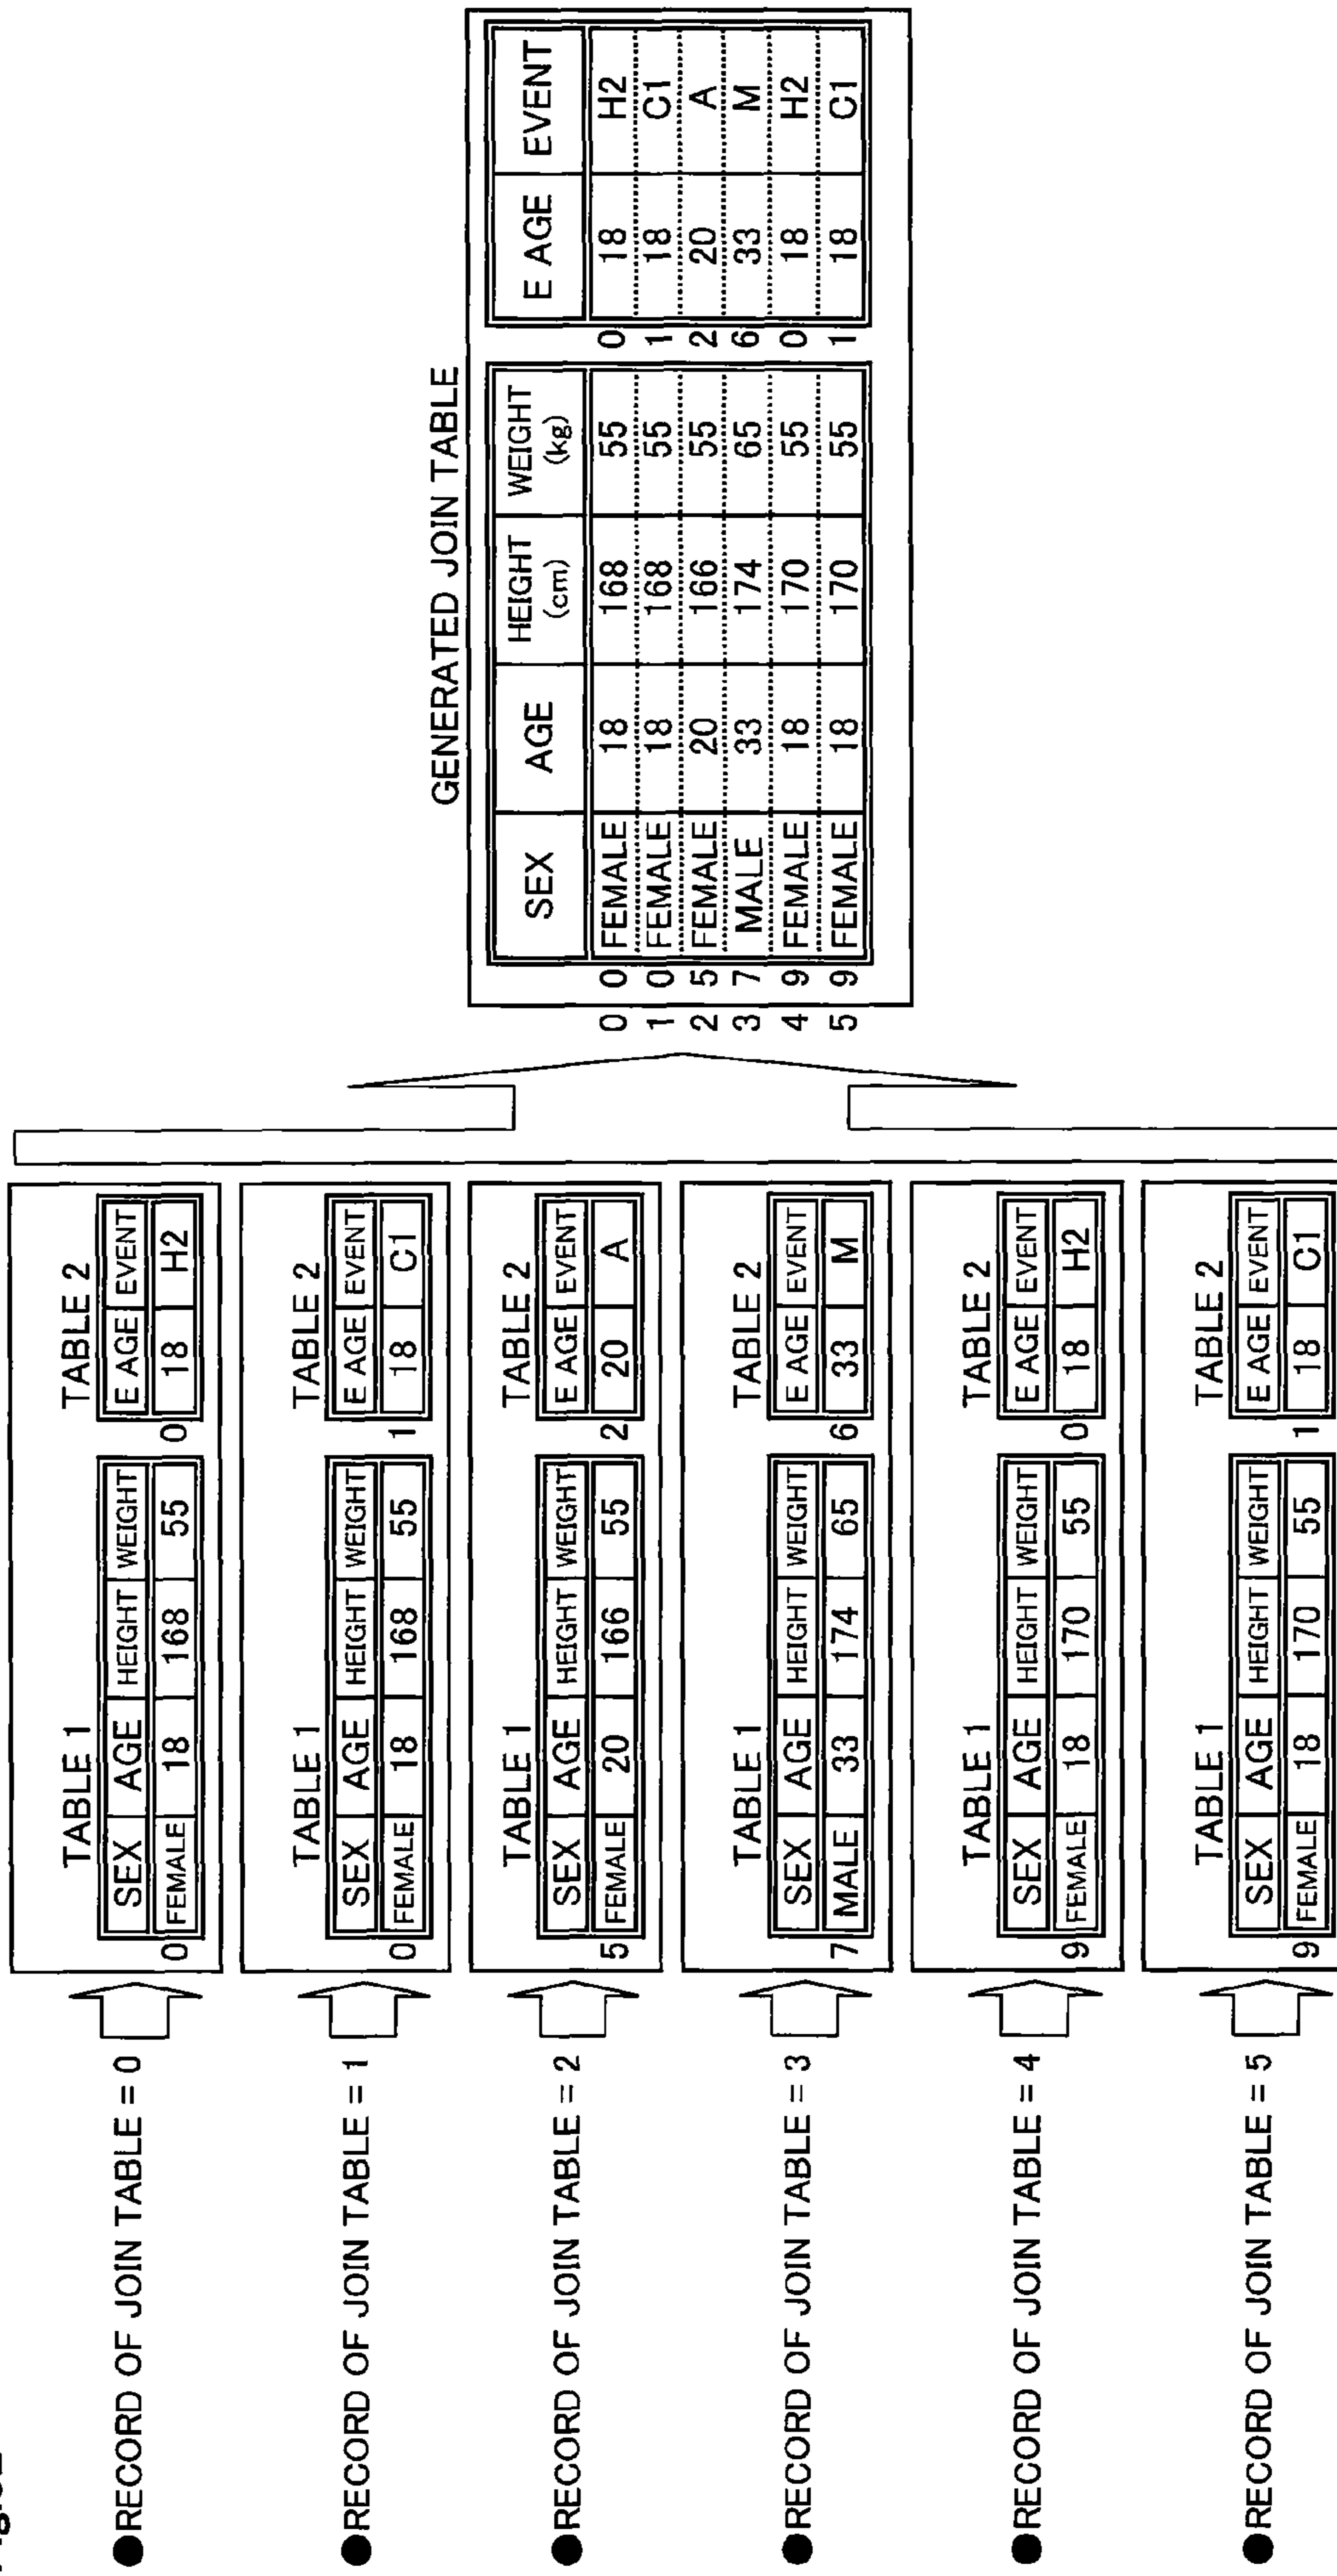 ●RECORD OF JOIN TABLE = 0
TABLE 1 TABLE 2
SEX AGE HEIGHT WEIGHT E AGE EVENT
0 FEMALE 18 168 55 0 18 H2
●RECORD OF JOIN TABLE = 1
TABLE 1 TABLE 2
SEX AGE HEIGHT WEIGHT E AGE EVENT
0 FEMALE 18 168 55 1 18 C1
●RECORD OF JOIN TABLE = 2
TABLE 1 TABLE 2
SEX AGE HEIGHT WEIGHT E AGE EVENT
5 FEMALE 20 166 55 2 20 A
●RECORD OF JOIN TABLE = 3
TABLE 1 TABLE 2
SEX AGE HEIGHT WEIGHT E AGE EVENT
7 MALE 33 174 65 6 33 M
●RECORD OF JOIN TABLE = 4
TABLE 1 TABLE 2
SEX AGE HEIGHT WEIGHT E AGE EVENT
9 FEMALE 18 170 55 0 18 H2
●RECORD OF JOIN TABLE = 5
TABLE 1 TABLE 2
SEX AGE HEIGHT WEIGHT E AGE EVENT
9 FEMALE 18 170 55 1 18 C1
GENERATED JOIN TABLE
SEX AGE HEIGHT (cm) WEIGHT (kg) E AGE EVENT
0 0 FEMALE 18 168 55 0 18 H2
1 0 FEMALE 18 168 55 1 18 C1
2 5 FEMALE 20 166 55 2 20 A
3 7 MALE 33 174 65 6 33 M
4 9 FEMALE 18 170 55 0 18 H2
5 9 FEMALE 18 170 55 1 18 C1